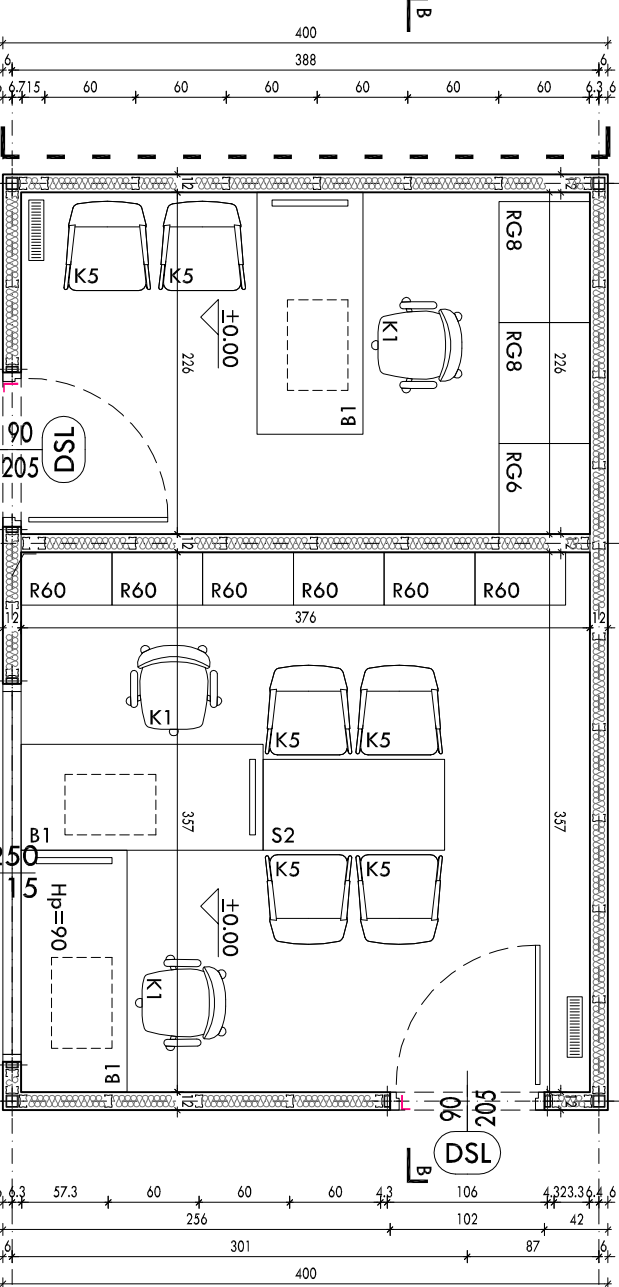 B
400
6 388 6
6.7 15 60 60 60 60 60 60 6.3 6
12 12
K5 K5 RG8
±0.00 K1
226 RG8 226
B1
90
205 DSL
RG6
12 12
R60 R60 R60 R60 R60 R60
12 376 12
K1
K5 K5
357 357
B1 S2
250
15
Hp=90
K5 K5
±0.00
K1
B1
12 12
90
205
DSL
B
6.3 57.3 60 60 60 4.3 106 4.3 23.3 6.4 6
256 102 42
6 301 87 6
400